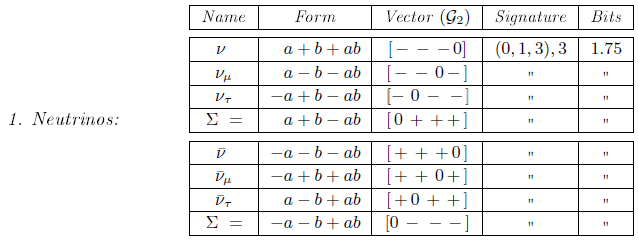 Name Form Vector (𝒢₂) Signature Bits
ν a + b + ab [− − − 0] (0, 1, 3), 3 1.75
ν_μ a − b − ab [− − 0 −] " "
ν_τ −a + b − ab [− 0 − −] " "
1. Neutrinos:
Σ = a + b − ab [0 + + +] " "
ν̄ −a − b − ab [+ + + 0] " "
ν̄_μ −a + b + ab [+ + 0 +] " "
ν̄_τ a − b + ab [+ 0 + +] " "
Σ = −a − b + ab [0 − − −] " "